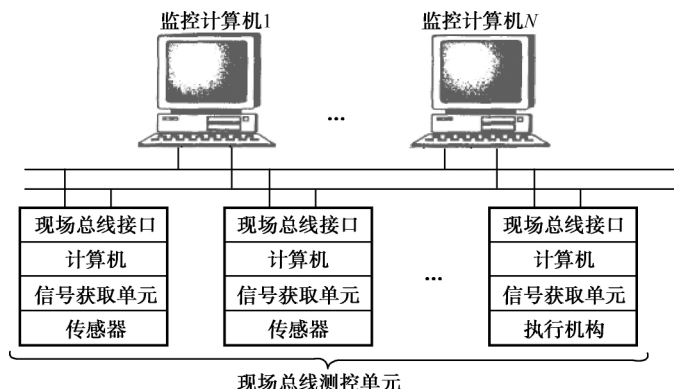 监控计算机1
监控计算机N
...
现场总线接口
计算机
信号获取单元
传感器
现场总线接口
计算机
信号获取单元
传感器
...
现场总线接口
计算机
信号获取单元
执行机构
现场总线测控单元